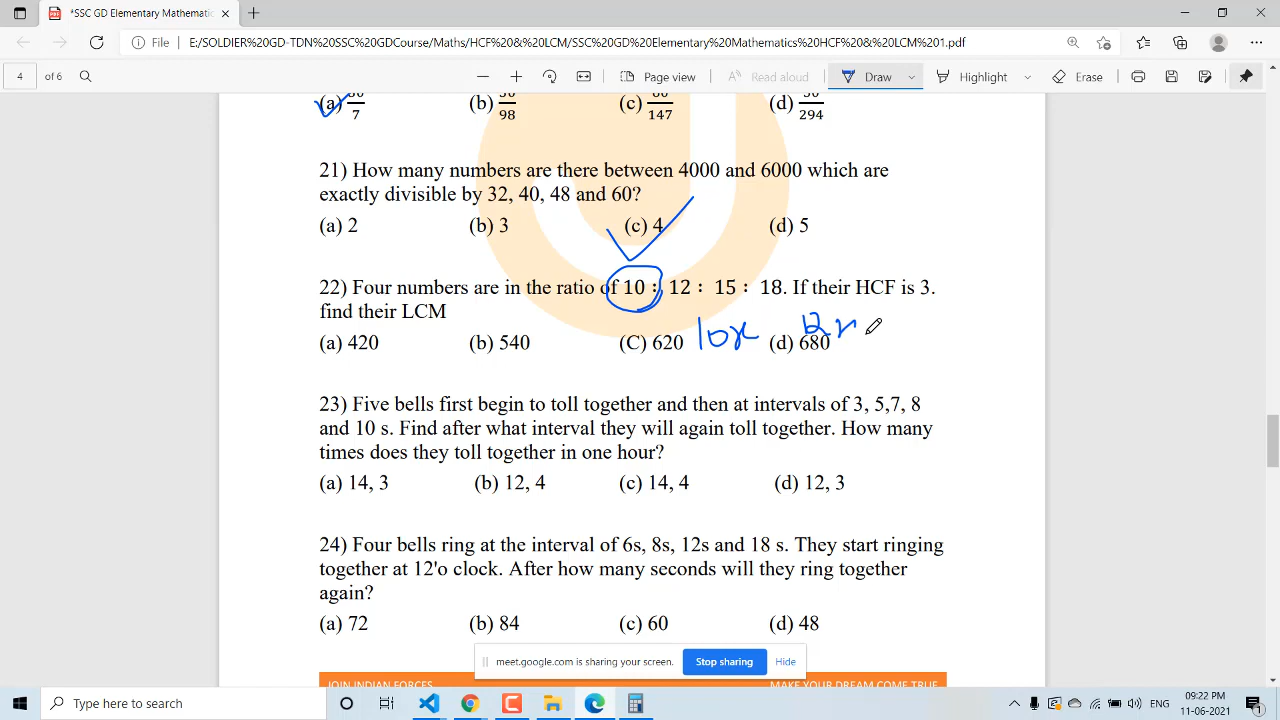 *SSC GD Elementary Mathematic
File E:/SOLDIER%20GD-TDN%20SSC%20GDCourse/Maths/HCF%20&%20LCM/SSC%20GD%20Elementary%20Mathematics%20HCF%20&%20LCM%201.pdf
4 of 6 Page view Read aloud Draw Highlight Erase
(a) 30/7 (b) 30/98 (c) 60/147 (d) 30/294
21) How many numbers are there between 4000 and 6000 which are
exactly divisible by 32, 40, 48 and 60?
(a) 2 (b) 3 (c) 4 (d) 5
22) Four numbers are in the ratio of 10 : 12 : 15 : 18. If their HCF is 3.
find their LCM
(a) 420 (b) 540 (C) 620 (d) 680
10x 12x
23) Five bells first begin to toll together and then at intervals of 3, 5,7, 8
and 10 s. Find after what interval they will again toll together. How many
times does they toll together in one hour?
(a) 14, 3 (b) 12, 4 (c) 14, 4 (d) 12, 3
24) Four bells ring at the interval of 6s, 8s, 12s and 18 s. They start ringing
together at 12'o clock. After how many seconds will they ring together
again?
(a) 72 (b) 84 (c) 60 (d) 48
meet.google.com is sharing your screen. Stop sharing Hide
JOIN INDIAN FORCES MAKE YOUR DREAM COME TRUE
Type here to search ENG 09:22 PM
11-06-2021